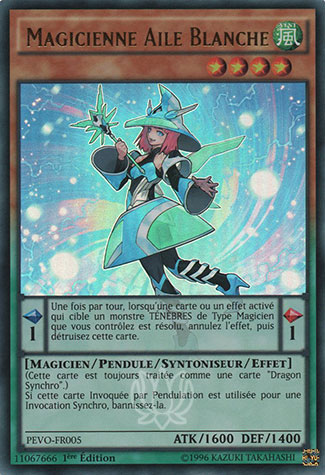 MAGICIENNE AILE BLANCHE
VENT
風
Une fois par tour, lorsqu'une carte ou un effet activé
qui cible un monstre TÉNÈBRES de Type Magicien
que vous contrôlez est résolu, annulez l'effet, puis
détruisez cette carte.
1 1
[MAGICIEN/PENDULE/SYNTONISEUR/EFFET]
(Cette carte est toujours traitée comme une carte "Dragon
Synchro".)
Si cette carte Invoquée par Pendulation est utilisée pour une
Invocation Synchro, bannissez-la.
PEVO-FR005 ATK/1600 DEF/1400
11067666 1ère Édition ©1996 KAZUKI TAKAHASHI